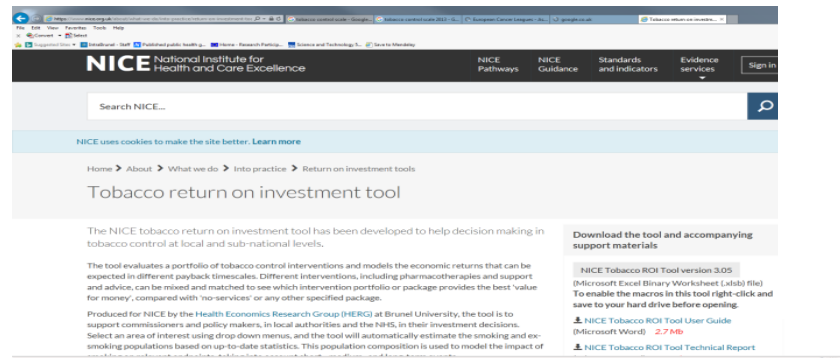 File Edit View Favorites Tools Help
Convert Select
NICE National Institute for
Health and Care Excellence
NICE
Pathways
NICE
Guidance
Standards
and indicators
Evidence
services
Sign in
Search NICE...
NICE uses cookies to make the site better. Learn more
Home > About > What we do > Into practice > Return on investment tools
Tobacco return on investment tool
The NICE tobacco return on investment tool has been developed to help decision making in
tobacco control at local and sub-national levels,
The tool evaluates a portfolio of tobacco control interventions and models the economic returns that can be
expected in different payback timescales. Different interventions, including pharmacotherapies and support
and advice, can be mixed and matched to see which intervention portfolio or package provides the best 'value
for money', compared with 'no-services' or any other specified package.
Produced for NICE by the Health Economics Research Group (HERG) at Brunel University, the tool is to
support commissioners and policy makers, in local authorities and the NHS, in their investment decisions.
Select an area of interest using drop down menus, and the tool will automatically estimate the smoking and ex-
smoking populations based on up-to-date statistics. This population composition is used to model the impact of
Download the tool and accompanying
support materials
NICE Tobacco ROI Tool version 3.05
(Microsoft Excel Binary Worksheet (.xlsb) file)
To enable the macros in this tool right-click and
save to your hard drive before opening.
NICE Tobacco ROI Tool User Guide
(Microsoft Word) 2.7 Mb
NICE Tobacco ROI Tool Technical Report